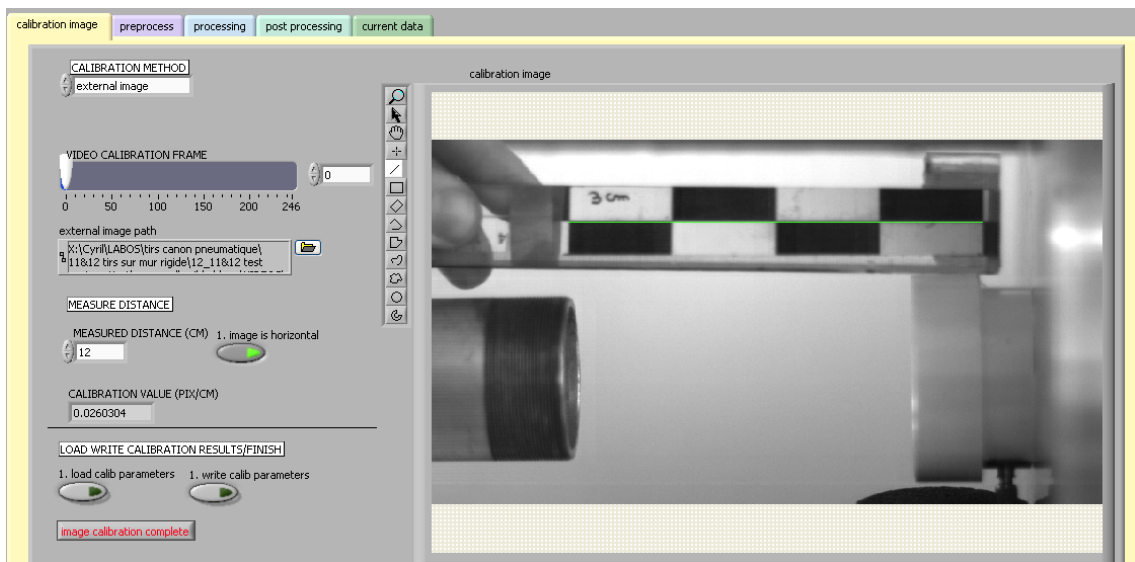 calibration image
preprocess
processing
post processing
current data
CALIBRATION METHOD
external image
calibration image
VIDEO CALIBRATION FRAME
0
0 50 100 150 200 246
external image path
X:\Cyril\LABOS\tirs canon pneumatique\
11&12 tirs sur mur rigide\12_11&12 test
MEASURE DISTANCE
MEASURED DISTANCE (CM)
1. image is horizontal
12
CALIBRATION VALUE (PIX/CM)
0.0260304
LOAD WRITE CALIBRATION RESULTS/FINISH
1. load calib parameters
1. write calib parameters
image calibration complete
3 cm